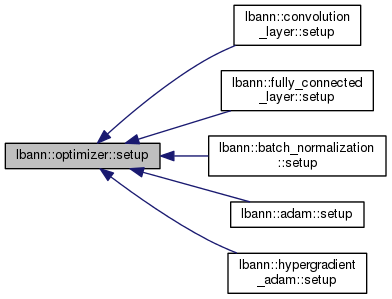 lbann::convolution
_layer::setup
lbann::fully_connected
_layer::setup
lbann::optimizer::setup
lbann::batch_normalization
::setup
lbann::adam::setup
lbann::hypergradient
_adam::setup